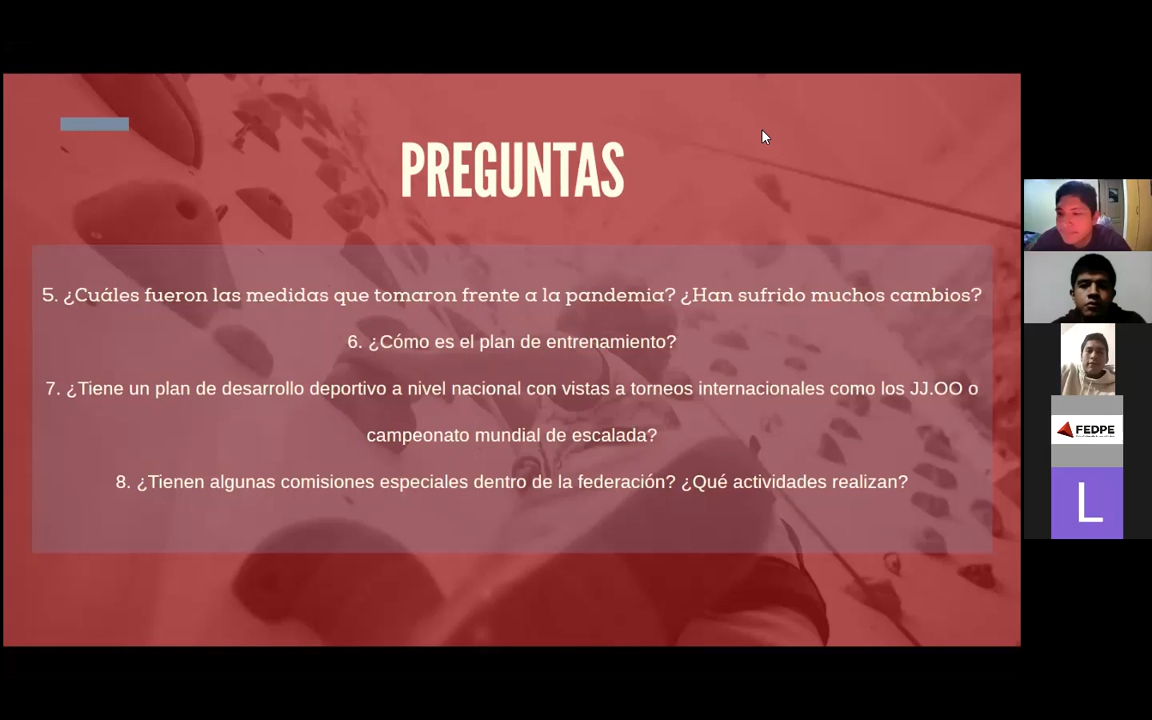 PREGUNTAS
5. ¿Cuáles fueron las medidas que tomaron frente a la pandemia? ¿Han sufrido muchos cambios?
6. ¿Cómo es el plan de entrenamiento?
7. ¿Tiene un plan de desarrollo deportivo a nivel nacional con vistas a torneos internacionales como los JJ.OO o
campeonato mundial de escalada?
8. ¿Tienen algunas comisiones especiales dentro de la federación? ¿Qué actividades realizan?
FEDPE
L